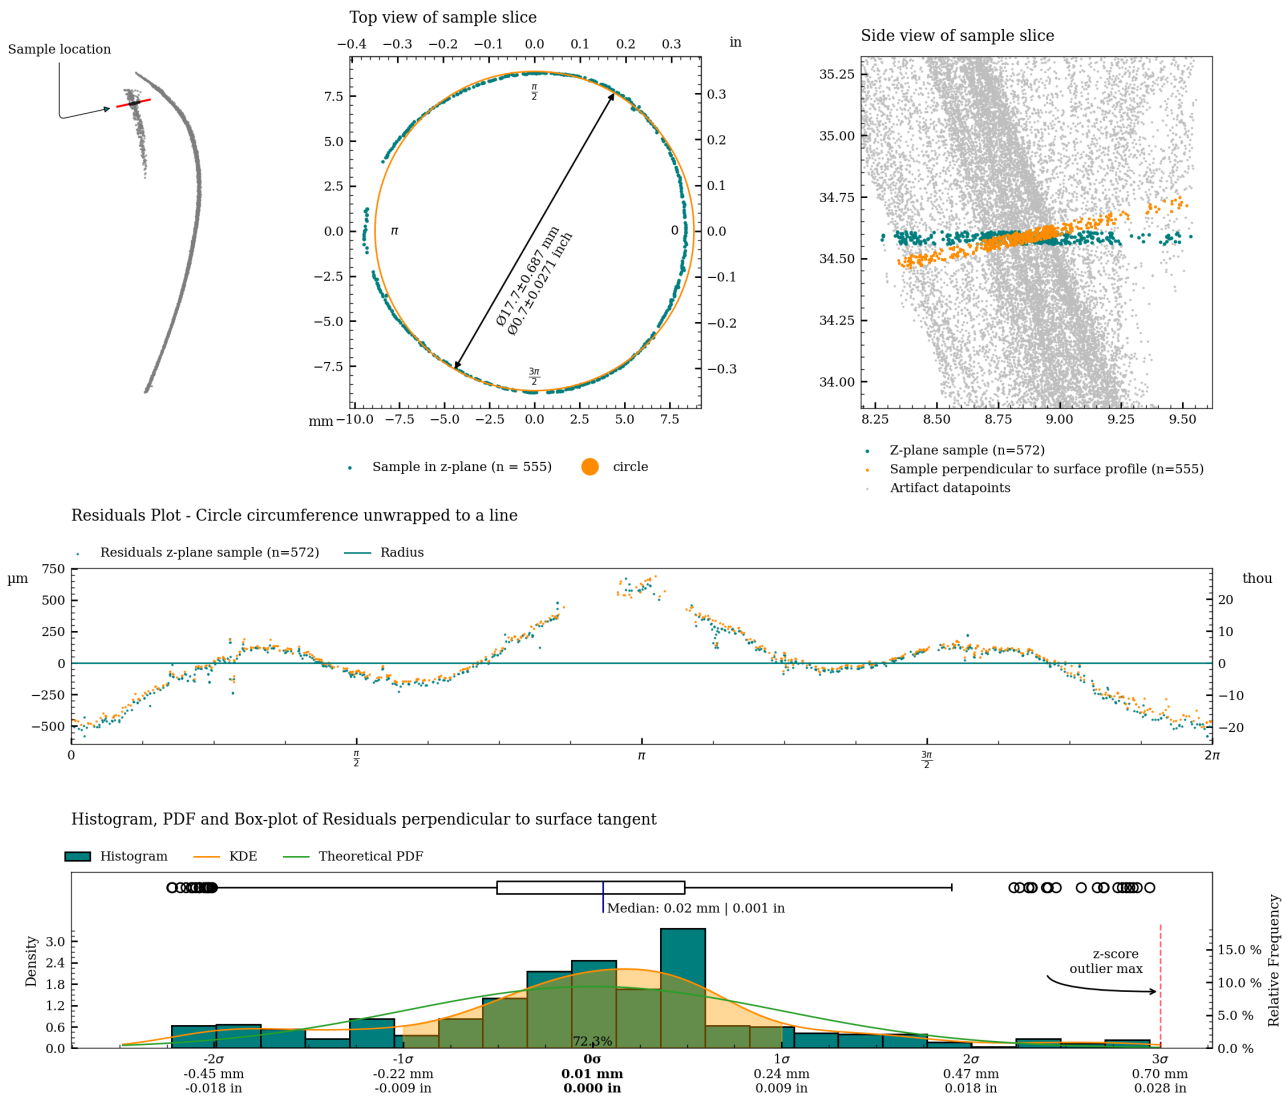 Sample location
Top view of sample slice
−0.4 −0.3 −0.2 −0.1 0.0 0.1 0.2 0.3 in
7.5
5.0
2.5
0.0
−2.5
−5.0
−7.5
0.3
0.2
0.1
0.0
−0.1
−0.2
−0.3
π/2
π
0
3π/2
Ø17.7±0.687 mm
Ø0.7±0.0271 inch
mm −10.0 −7.5 −5.0 −2.5 0.0 2.5 5.0 7.5
Sample in z-plane (n = 555) circle
Side view of sample slice
35.25
35.00
34.75
34.50
34.25
34.00
8.25 8.50 8.75 9.00 9.25 9.50
Z-plane sample (n=572)
Sample perpendicular to surface profile (n=555)
Artifact datapoints
Residuals Plot - Circle circumference unwrapped to a line
Residuals z-plane sample (n=572) Radius
µm
750
500
250
0
−250
−500
thou
20
10
0
−10
−20
0 π/2 π 3π/2 2π
Histogram, PDF and Box-plot of Residuals perpendicular to surface tangent
Histogram KDE Theoretical PDF
Median: 0.02 mm | 0.001 in
Density
3.0
2.4
1.8
1.2
0.6
0.0
z-score
outlier max
72.3%
Relative Frequency
15.0 %
10.0 %
5.0 %
0.0 %
-2σ -1σ 0σ 1σ 2σ 3σ
-0.45 mm -0.22 mm 0.01 mm 0.24 mm 0.47 mm 0.70 mm
-0.018 in -0.009 in 0.000 in 0.009 in 0.018 in 0.028 in